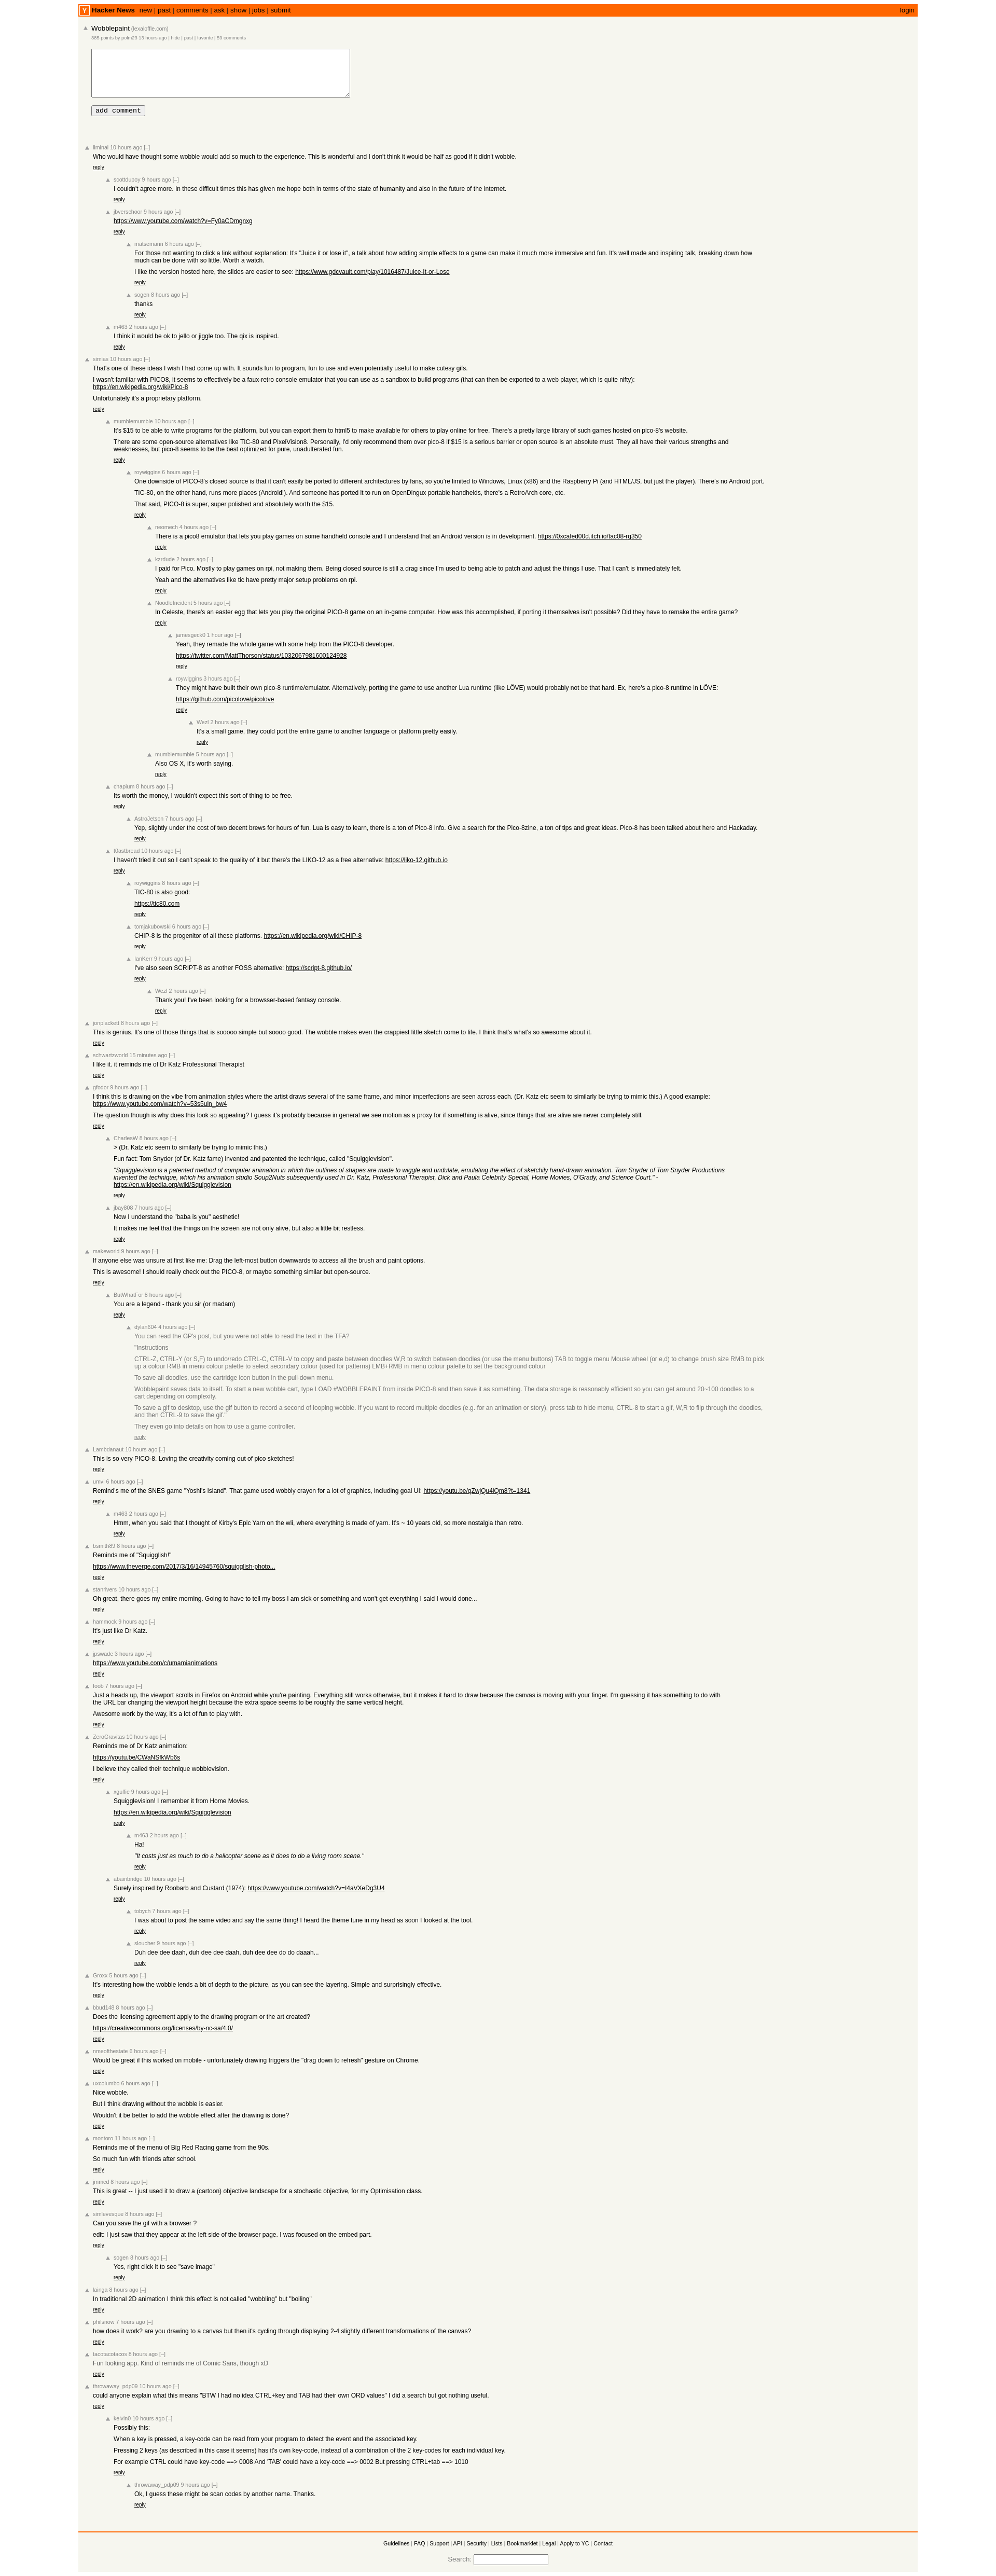 Y Hacker News new | past | comments | ask | show | jobs | submit login
Wobblepaint (lexaloffle.com)
395 points by polm23 13 hours ago | hide | past | favorite | 59 comments
add comment
liminal 10 hours ago [–]
Who would have thought some wobble would add so much to the experience. This is wonderful and I don't think it would be half as good if it didn't wobble.
reply
scottdupoy 9 hours ago [–]
I couldn't agree more. In these difficult times this has given me hope both in terms of the state of humanity and also in the future of the internet.
reply
jbverschoor 9 hours ago [–]
https://www.youtube.com/watch?v=Fy0aCDmgnxg
reply
matsemann 6 hours ago [–]
For those not wanting to click a link without explanation: It's "Juice it or lose it", a talk about how adding simple effects to a game can make it much more immersive and fun. It's well made and inspiring talk, breaking down how
much can be done with so little. Worth a watch.
I like the version hosted here, the slides are easier to see: https://www.gdcvault.com/play/1016487/Juice-It-or-Lose
reply
sogen 8 hours ago [–]
thanks
reply
m463 2 hours ago [–]
I think it would be ok to jello or jiggle too. The qix is inspired.
reply
simias 10 hours ago [–]
That's one of these ideas I wish I had come up with. It sounds fun to program, fun to use and even potentially useful to make cutesy gifs.
I wasn't familiar with PICO8, it seems to effectively be a faux-retro console emulator that you can use as a sandbox to build programs (that can then be exported to a web player, which is quite nifty):
https://en.wikipedia.org/wiki/Pico-8
Unfortunately it's a proprietary platform.
reply
mumblemumble 10 hours ago [–]
It's $15 to be able to write programs for the platform, but you can export them to html5 to make available for others to play online for free. There's a pretty large library of such games hosted on pico-8's website.
There are some open-source alternatives like TIC-80 and PixelVision8. Personally, I'd only recommend them over pico-8 if $15 is a serious barrier or open source is an absolute must. They all have their various strengths and
weaknesses, but pico-8 seems to be the best optimized for pure, unadulterated fun.
reply
roywiggins 6 hours ago [–]
One downside of PICO-8's closed source is that it can't easily be ported to different architectures by fans, so you're limited to Windows, Linux (x86) and the Raspberry Pi (and HTML/JS, but just the player). There's no Android port.
TIC-80, on the other hand, runs more places (Android!). And someone has ported it to run on OpenDingux portable handhelds, there's a RetroArch core, etc.
That said, PICO-8 is super, super polished and absolutely worth the $15.
reply
neomech 4 hours ago [–]
There is a pico8 emulator that lets you play games on some handheld console and I understand that an Android version is in development. https://0xcafed00d.itch.io/tac08-rg350
reply
kzrdude 2 hours ago [–]
I paid for Pico. Mostly to play games on rpi, not making them. Being closed source is still a drag since I'm used to being able to patch and adjust the things I use. That I can't is immediately felt.
Yeah and the alternatives like tic have pretty major setup problems on rpi.
reply
NoodleIncident 5 hours ago [–]
In Celeste, there's an easter egg that lets you play the original PICO-8 game on an in-game computer. How was this accomplished, if porting it themselves isn't possible? Did they have to remake the entire game?
reply
jamesgeck0 1 hour ago [–]
Yeah, they remade the whole game with some help from the PICO-8 developer.
https://twitter.com/MattThorson/status/1032067981600124928
reply
roywiggins 3 hours ago [–]
They might have built their own pico-8 runtime/emulator. Alternatively, porting the game to use another Lua runtime (like LÖVE) would probably not be that hard. Ex, here's a pico-8 runtime in LÖVE:
https://github.com/picolove/picolove
reply
Wezl 2 hours ago [–]
It's a small game, they could port the entire game to another language or platform pretty easily.
reply
mumblemumble 5 hours ago [–]
Also OS X, it's worth saying.
reply
chapium 8 hours ago [–]
Its worth the money, I wouldn't expect this sort of thing to be free.
reply
AstroJetson 7 hours ago [–]
Yep, slightly under the cost of two decent brews for hours of fun. Lua is easy to learn, there is a ton of Pico-8 info. Give a search for the Pico-8zine, a ton of tips and great ideas. Pico-8 has been talked about here and Hackaday.
reply
l0astbread 10 hours ago [–]
I haven't tried it out so I can't speak to the quality of it but there's the LIKO-12 as a free alternative: https://liko-12.github.io
reply
roywiggins 8 hours ago [–]
TIC-80 is also good:
https://tic80.com
reply
tomjakubowski 6 hours ago [–]
CHIP-8 is the progenitor of all these platforms. https://en.wikipedia.org/wiki/CHIP-8
reply
IanKerr 9 hours ago [–]
I've also seen SCRIPT-8 as another FOSS alternative: https://script-8.github.io/
reply
Wezl 2 hours ago [–]
Thank you! I've been looking for a browsser-based fantasy console.
reply
jonplackett 8 hours ago [–]
This is genius. It's one of those things that is sooooo simple but soooo good. The wobble makes even the crappiest little sketch come to life. I think that's what's so awesome about it.
reply
schwartzworld 15 minutes ago [–]
I like it. it reminds me of Dr Katz Professional Therapist
reply
gfodor 9 hours ago [–]
I think this is drawing on the vibe from animation styles where the artist draws several of the same frame, and minor imperfections are seen across each. (Dr. Katz etc seem to similarly be trying to mimic this.) A good example:
https://www.youtube.com/watch?v=53s5uln_bw4
The question though is why does this look so appealing? I guess it's probably because in general we see motion as a proxy for if something is alive, since things that are alive are never completely still.
reply
CharlesW 8 hours ago [–]
> (Dr. Katz etc seem to similarly be trying to mimic this.)
Fun fact: Tom Snyder (of Dr. Katz fame) invented and patented the technique, called "Squigglevision".
"Squigglevision is a patented method of computer animation in which the outlines of shapes are made to wiggle and undulate, emulating the effect of sketchily hand-drawn animation. Tom Snyder of Tom Snyder Productions
invented the technique, which his animation studio Soup2Nuts subsequently used in Dr. Katz, Professional Therapist, Dick and Paula Celebrity Special, Home Movies, O'Grady, and Science Court." -
https://en.wikipedia.org/wiki/Squigglevision
reply
jbay808 7 hours ago [–]
Now I understand the "baba is you" aesthetic!
It makes me feel that the things on the screen are not only alive, but also a little bit restless.
reply
makeworld 9 hours ago [–]
If anyone else was unsure at first like me: Drag the left-most button downwards to access all the brush and paint options.
This is awesome! I should really check out the PICO-8, or maybe something similar but open-source.
reply
ButWhatFor 8 hours ago [–]
You are a legend - thank you sir (or madam)
reply
dylan604 4 hours ago [–]
You can read the GP's post, but you were not able to read the text in the TFA?
"Instructions
CTRL-Z, CTRL-Y (or S,F) to undo/redo CTRL-C, CTRL-V to copy and paste between doodles W,R to switch between doodles (or use the menu buttons) TAB to toggle menu Mouse wheel (or e,d) to change brush size RMB to pick
up a colour RMB in menu colour palette to select secondary colour (used for patterns) LMB+RMB in menu colour palette to set the background colour
To save all doodles, use the cartridge icon button in the pull-down menu.
Wobblepaint saves data to itself. To start a new wobble cart, type LOAD #WOBBLEPAINT from inside PICO-8 and then save it as something. The data storage is reasonably efficient so you can get around 20~100 doodles to a
cart depending on complexity.
To save a gif to desktop, use the gif button to record a second of looping wobble. If you want to record multiple doodles (e.g. for an animation or story), press tab to hide menu, CTRL-8 to start a gif, W,R to flip through the doodles,
and then CTRL-9 to save the gif."
They even go into details on how to use a game controller.
reply
Lambdanaut 10 hours ago [–]
This is so very PICO-8. Loving the creativity coming out of pico sketches!
reply
umvi 6 hours ago [–]
Remind's me of the SNES game "Yoshi's Island". That game used wobbly crayon for a lot of graphics, including goal UI: https://youtu.be/qZwjQu4lQm8?t=1341
reply
m463 2 hours ago [–]
Hmm, when you said that I thought of Kirby's Epic Yarn on the wii, where everything is made of yarn. It's ~ 10 years old, so more nostalgia than retro.
reply
bsmith89 8 hours ago [–]
Reminds me of "Squigglish!"
https://www.theverge.com/2017/3/16/14945760/squigglish-photo...
reply
stanrivers 10 hours ago [–]
Oh great, there goes my entire morning. Going to have to tell my boss I am sick or something and won't get everything I said I would done...
reply
hammock 9 hours ago [–]
It's just like Dr Katz.
reply
jpswade 3 hours ago [–]
https://www.youtube.com/c/umamianimations
reply
foob 7 hours ago [–]
Just a heads up, the viewport scrolls in Firefox on Android while you're painting. Everything still works otherwise, but it makes it hard to draw because the canvas is moving with your finger. I'm guessing it has something to do with
the URL bar changing the viewport height because the extra space seems to be roughly the same vertical height.
Awesome work by the way, it's a lot of fun to play with.
reply
ZeroGravitas 10 hours ago [–]
Reminds me of Dr Katz animation:
https://youtu.be/CWaNSfkWb6s
I believe they called their technique wobblevision.
reply
vgolfie 9 hours ago [–]
Squigglevision! I remember it from Home Movies.
https://en.wikipedia.org/wiki/Squigglevision
reply
m463 2 hours ago [–]
Ha!
"It costs just as much to do a helicopter scene as it does to do a living room scene."
reply
abainbridge 10 hours ago [–]
Surely inspired by Roobarb and Custard (1974): https://www.youtube.com/watch?v=l4aVXeDg3U4
reply
tobych 7 hours ago [–]
I was about to post the same video and say the same thing! I heard the theme tune in my head as soon I looked at the tool.
reply
sloucher 9 hours ago [–]
Duh dee dee daah, duh dee dee daah, duh dee dee do do daaah...
reply
Groxx 5 hours ago [–]
It's interesting how the wobble lends a bit of depth to the picture, as you can see the layering. Simple and surprisingly effective.
reply
bbud148 8 hours ago [–]
Does the licensing agreement apply to the drawing program or the art created?
https://creativecommons.org/licenses/by-nc-sa/4.0/
reply
nmeofthestate 6 hours ago [–]
Would be great if this worked on mobile - unfortunately drawing triggers the "drag down to refresh" gesture on Chrome.
reply
uxcolumbo 6 hours ago [–]
Nice wobble.
But I think drawing without the wobble is easier.
Wouldn't it be better to add the wobble effect after the drawing is done?
reply
montoro 11 hours ago [–]
Reminds me of the menu of Big Red Racing game from the 90s.
So much fun with friends after school.
reply
jmmcd 8 hours ago [–]
This is great -- I just used it to draw a (cartoon) objective landscape for a stochastic objective, for my Optimisation class.
reply
simlevesque 8 hours ago [–]
Can you save the gif with a browser ?
edit: I just saw that they appear at the left side of the browser page. I was focused on the embed part.
reply
sogen 8 hours ago [–]
Yes, right click it to see "save image"
reply
lainga 8 hours ago [–]
In traditional 2D animation I think this effect is not called "wobbling" but "boiling"
reply
philsnow 7 hours ago [–]
how does it work? are you drawing to a canvas but then it's cycling through displaying 2-4 slightly different transformations of the canvas?
reply
tacotacotacos 8 hours ago [–]
Fun looking app. Kind of reminds me of Comic Sans, though xD
reply
throwaway_pdp09 10 hours ago [–]
could anyone explain what this means "BTW I had no idea CTRL+key and TAB had their own ORD values" I did a search but got nothing useful.
reply
kelvin0 10 hours ago [–]
Possibly this:
When a key is pressed, a key-code can be read from your program to detect the event and the associated key.
Pressing 2 keys (as described in this case it seems) has it's own key-code, instead of a combination of the 2 key-codes for each individual key.
For example CTRL could have key-code ==> 0008 And 'TAB' could have a key-code ==> 0002 But pressing CTRL+tab ==> 1010
reply
throwaway_pdp09 9 hours ago [–]
Ok, I guess these might be scan codes by another name. Thanks.
reply
Guidelines | FAQ | Support | API | Security | Lists | Bookmarklet | Legal | Apply to YC | Contact
Search: